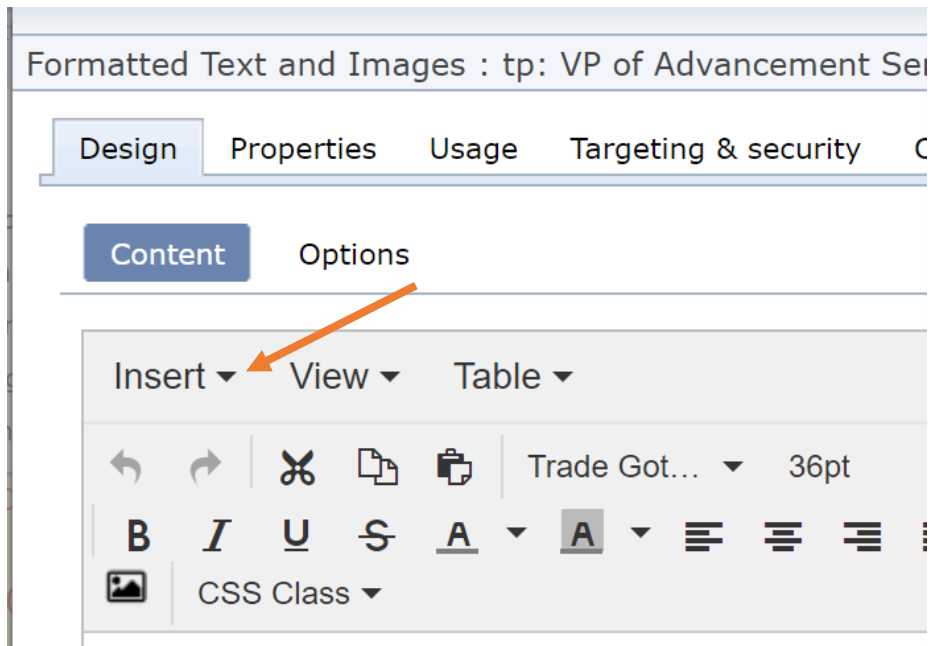 Formatted Text and Images : tp: VP of Advancement Ser
Design Properties Usage Targeting & security
Content Options
Insert View Table
Trade Got... 36pt
B I U S A A
CSS Class